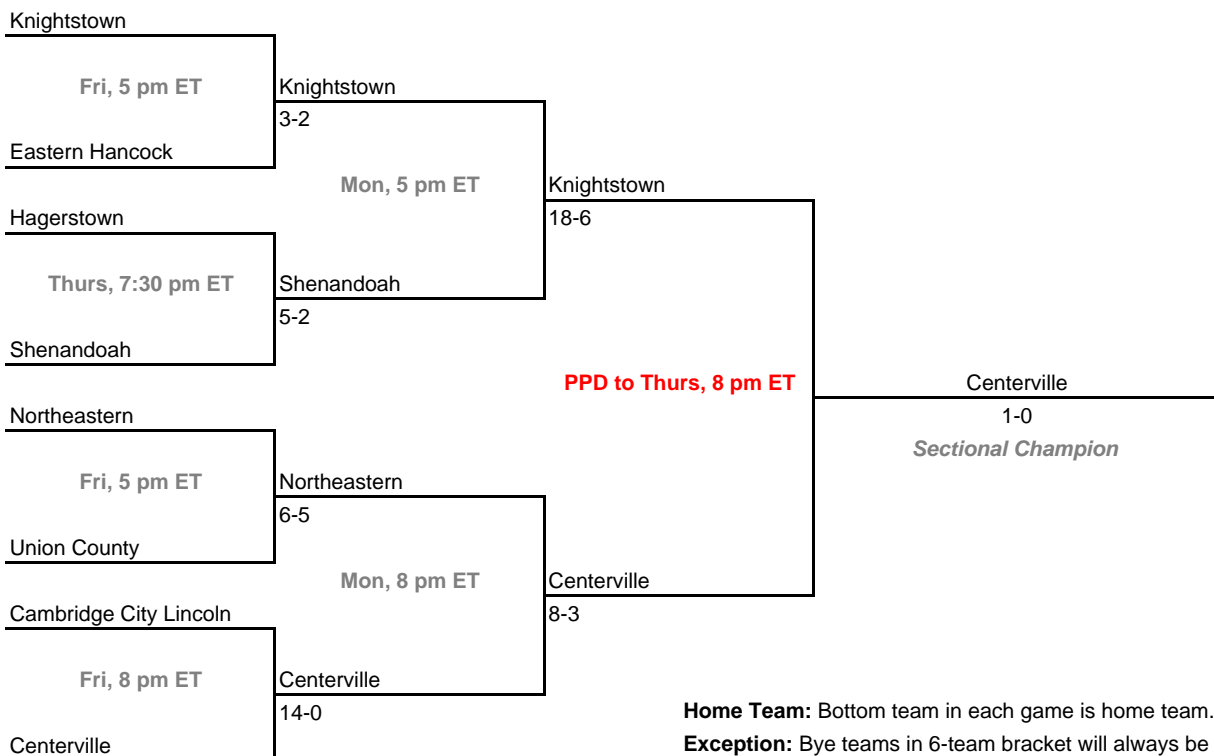 Knightstown
Fri, 5 pm ET
Knightstown
3-2
Eastern Hancock
Mon, 5 pm ET
Knightstown
18-6
Hagerstown
Thurs, 7:30 pm ET
Shenandoah
5-2
Shenandoah
PPD to Thurs, 8 pm ET
Centerville
1-0
Sectional Champion
Northeastern
Fri, 5 pm ET
Northeastern
6-5
Union County
Mon, 8 pm ET
Centerville
8-3
Cambridge City Lincoln
Fri, 8 pm ET
Centerville
14-0
Centerville
Home Team: Bottom team in each game is home team.
Exception: Bye teams in 6-team bracket will always be